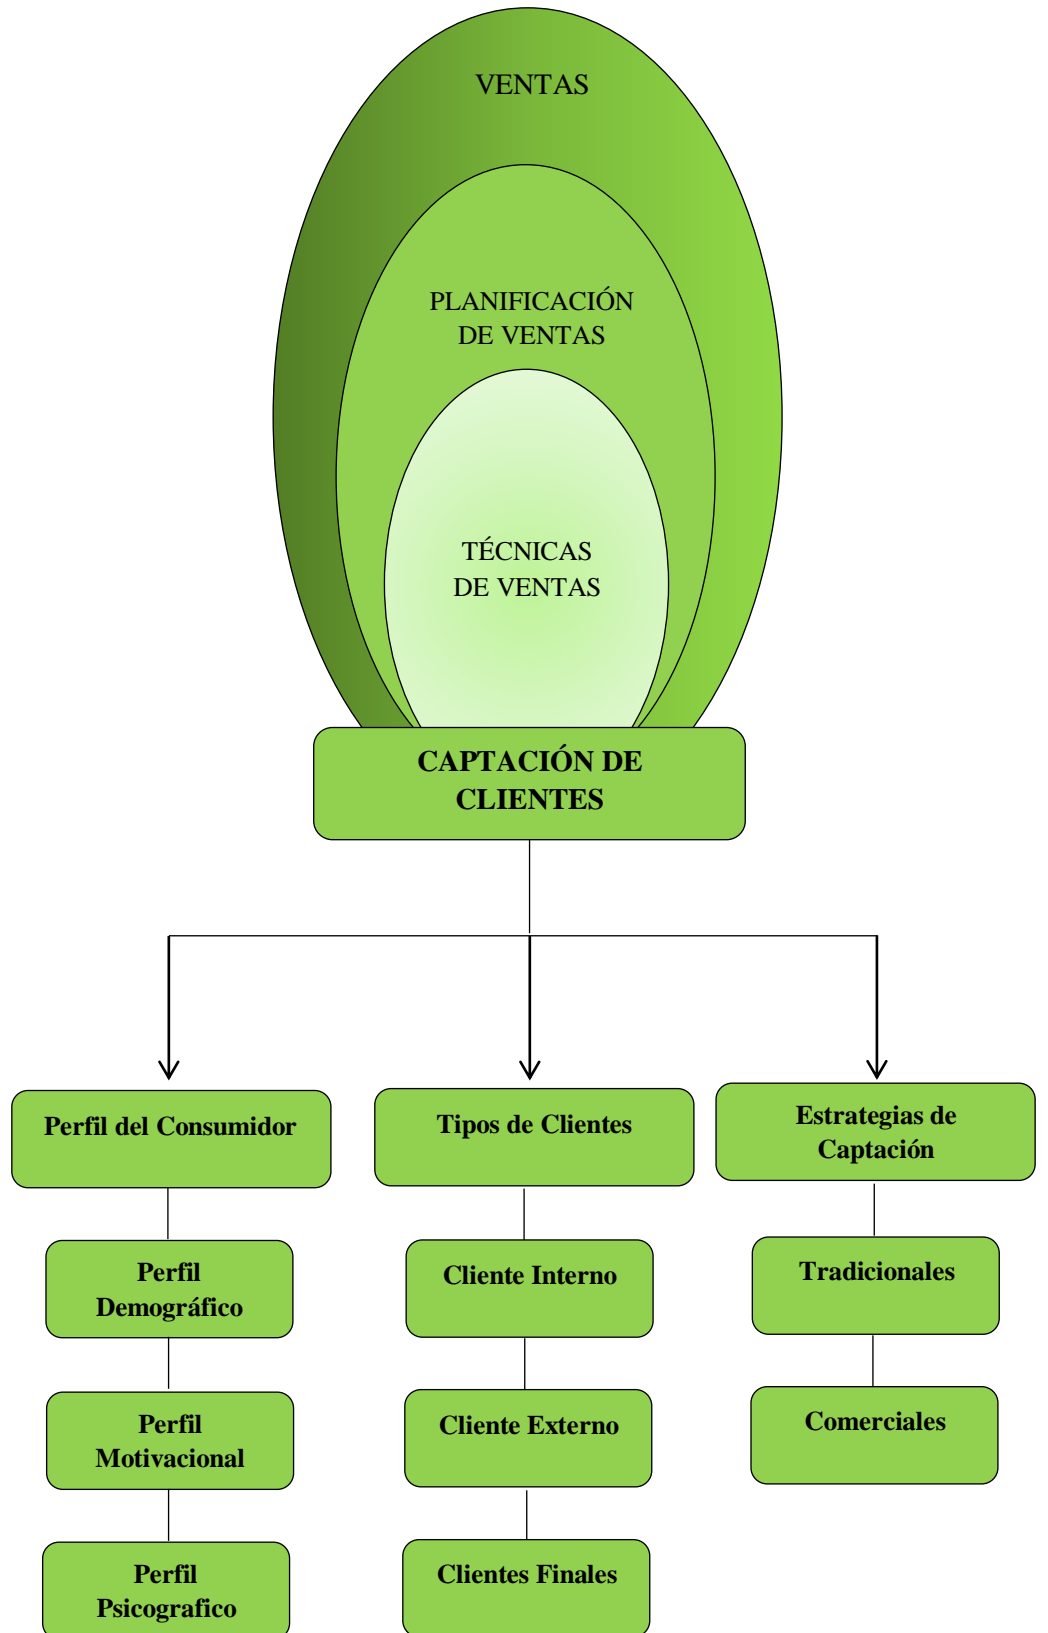 VENTAS
PLANIFICACIÓN
DE VENTAS
TÉCNICAS
DE VENTAS
CAPTACIÓN DE
CLIENTES
Perfil del Consumidor
Perfil
Demográfico
Perfil
Motivacional
Perfil
Psicografico
Tipos de Clientes
Cliente Interno
Cliente Externo
Clientes Finales
Estrategias de
Captación
Tradicionales
Comerciales